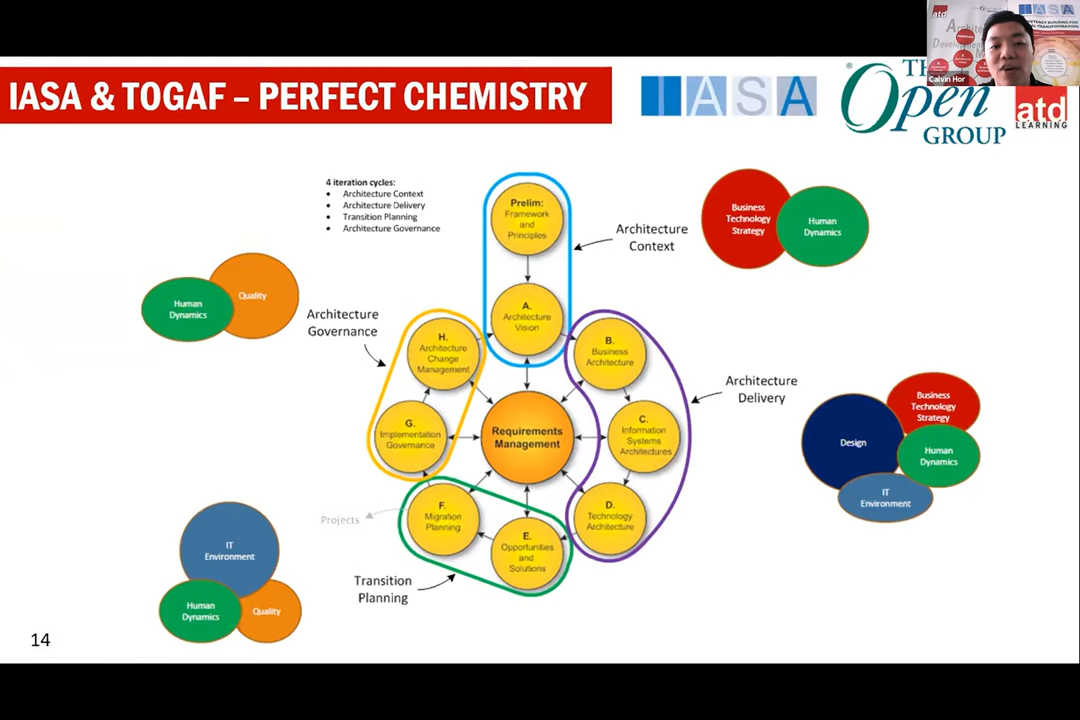 IASA & TOGAF – PERFECT CHEMISTRY
IASA
The
Open
GROUP
®
atd
LEARNING
atd
IASA
Calvin Hor
4 iteration cycles:
• Architecture Context
• Architecture Delivery
• Transition Planning
• Architecture Governance
Prelim:
Framework
and
Principles
A.
Architecture
Vision
B.
Business
Architecture
C.
Information
Systems
Architectures
D.
Technology
Architecture
E.
Opportunities
and
Solutions
F.
Migration
Planning
G.
Implementation
Governance
H.
Architecture
Change
Management
Requirements
Management
Architecture
Context
Business
Technology
Strategy
Human
Dynamics
Architecture
Delivery
Business
Technology
Strategy
Design
Human
Dynamics
IT
Environment
Transition
Planning
Projects
IT
Environment
Human
Dynamics
Quality
Architecture
Governance
Human
Dynamics
Quality
14